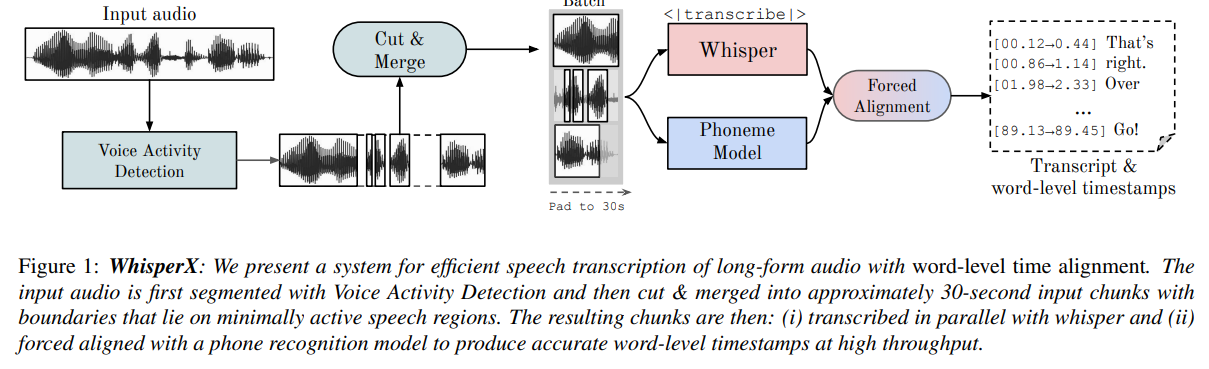 Input audio
Voice Activity
Detection
Cut &
Merge
Batch
Pad to 30s
<|transcribe|>
Whisper
Phoneme
Model
Forced
Alignment
[00.12→0.44] That's
[00.86→1.14] right.
[01.98→2.33] Over
...
[89.13→89.45] Go!
Transcript &
word-level timestamps
Figure 1: WhisperX: We present a system for efficient speech transcription of long-form audio with word-level time alignment. The
input audio is first segmented with Voice Activity Detection and then cut & merged into approximately 30-second input chunks with
boundaries that lie on minimally active speech regions. The resulting chunks are then: (i) transcribed in parallel with whisper and (ii)
forced aligned with a phone recognition model to produce accurate word-level timestamps at high throughput.